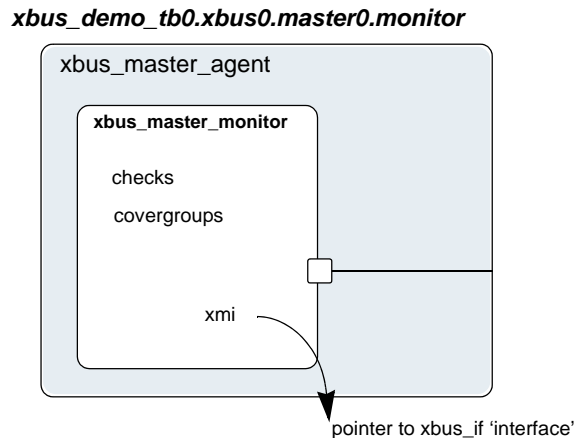 xbus_demo_tb0.xbus0.master0.monitor
xbus_master_agent
xbus_master_monitor
checks
covergroups
xmi
pointer to xbus_if ‘interface’